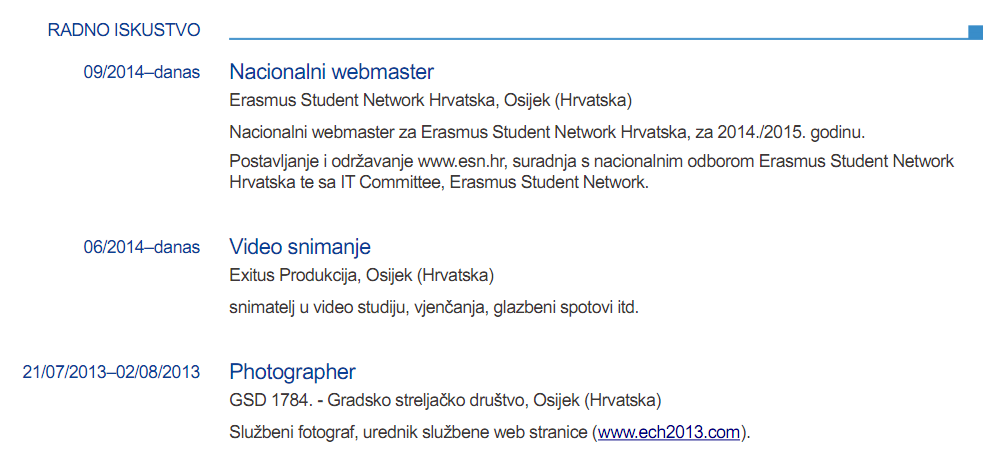 RADNO ISKUSTVO
09/2014–danas
Nacionalni webmaster
Erasmus Student Network Hrvatska, Osijek (Hrvatska)
Nacionalni webmaster za Erasmus Student Network Hrvatska, za 2014./2015. godinu.
Postavljanje i održavanje www.esn.hr, suradnja s nacionalnim odborom Erasmus Student Network
Hrvatska te sa IT Committee, Erasmus Student Network.
06/2014–danas
Video snimanje
Exitus Produkcija, Osijek (Hrvatska)
snimatelj u video studiju, vjenčanja, glazbeni spotovi itd.
21/07/2013–02/08/2013
Photographer
GSD 1784. - Gradsko streljačko društvo, Osijek (Hrvatska)
Službeni fotograf, urednik službene web stranice (www.ech2013.com).